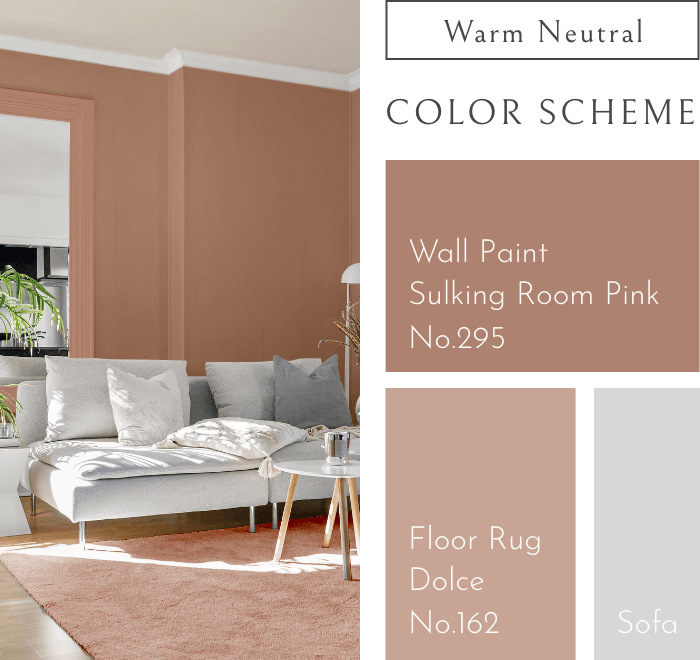 Warm Neutral
COLOR SCHEME
Wall Paint
Sulking Room Pink
No.295
Floor Rug
Dolce
No.162
Sofa